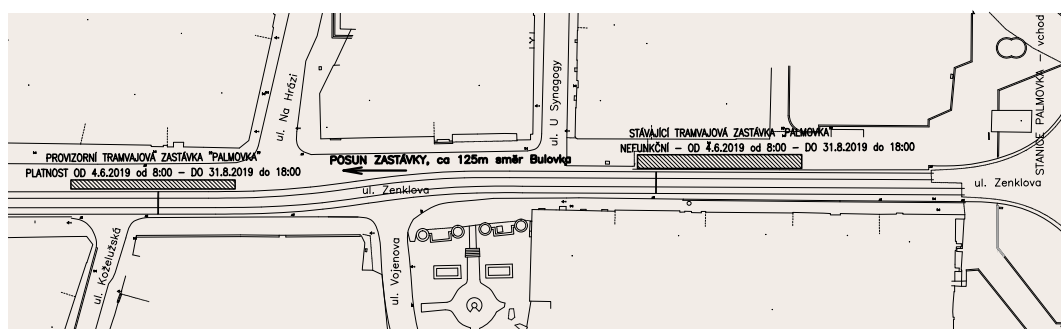 STANICE PALMOVKA – vchod
ul. Na Hrázi
ul. U Synagogy
STÁVAJÍCÍ TRAMVAJOVÁ ZASTÁVKA "PALMOVKA"
NEFUNKČNÍ – OD 4.6.2019 od 8:00 – DO 31.8.2019 do 18:00
PROVIZORNÍ TRAMVAJOVÁ ZASTÁVKA "PALMOVKA"
PLATNOST OD 4.6.2019 od 8:00 – DO 31.8.2019 do 18:00
POSUN ZASTÁVKY, ca 125m směr Bulovka
ul. Zenklova
ul. Zenklova
ul. Koželužská
ul. Vojenova